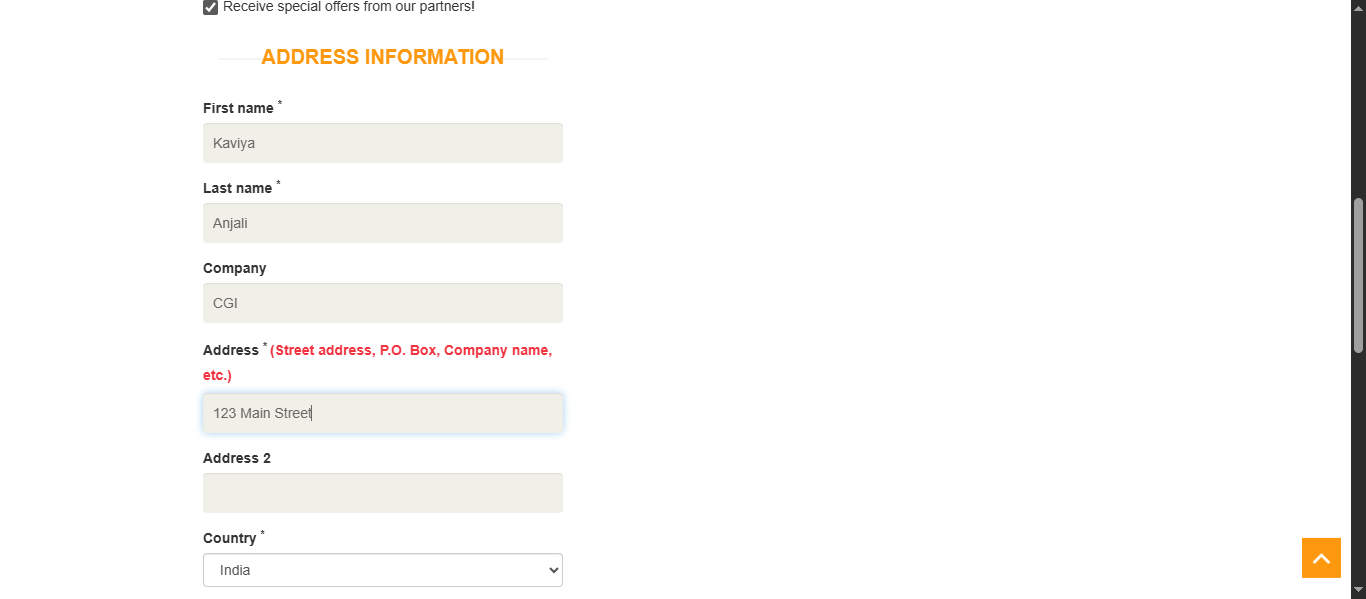 Receive special offers from our partners!
ADDRESS INFORMATION
First name *
Kaviya
Last name *
Anjali
Company
CGI
Address * (Street address, P.O. Box, Company name,
etc.)
123 Main Street
Address 2
Country *
India